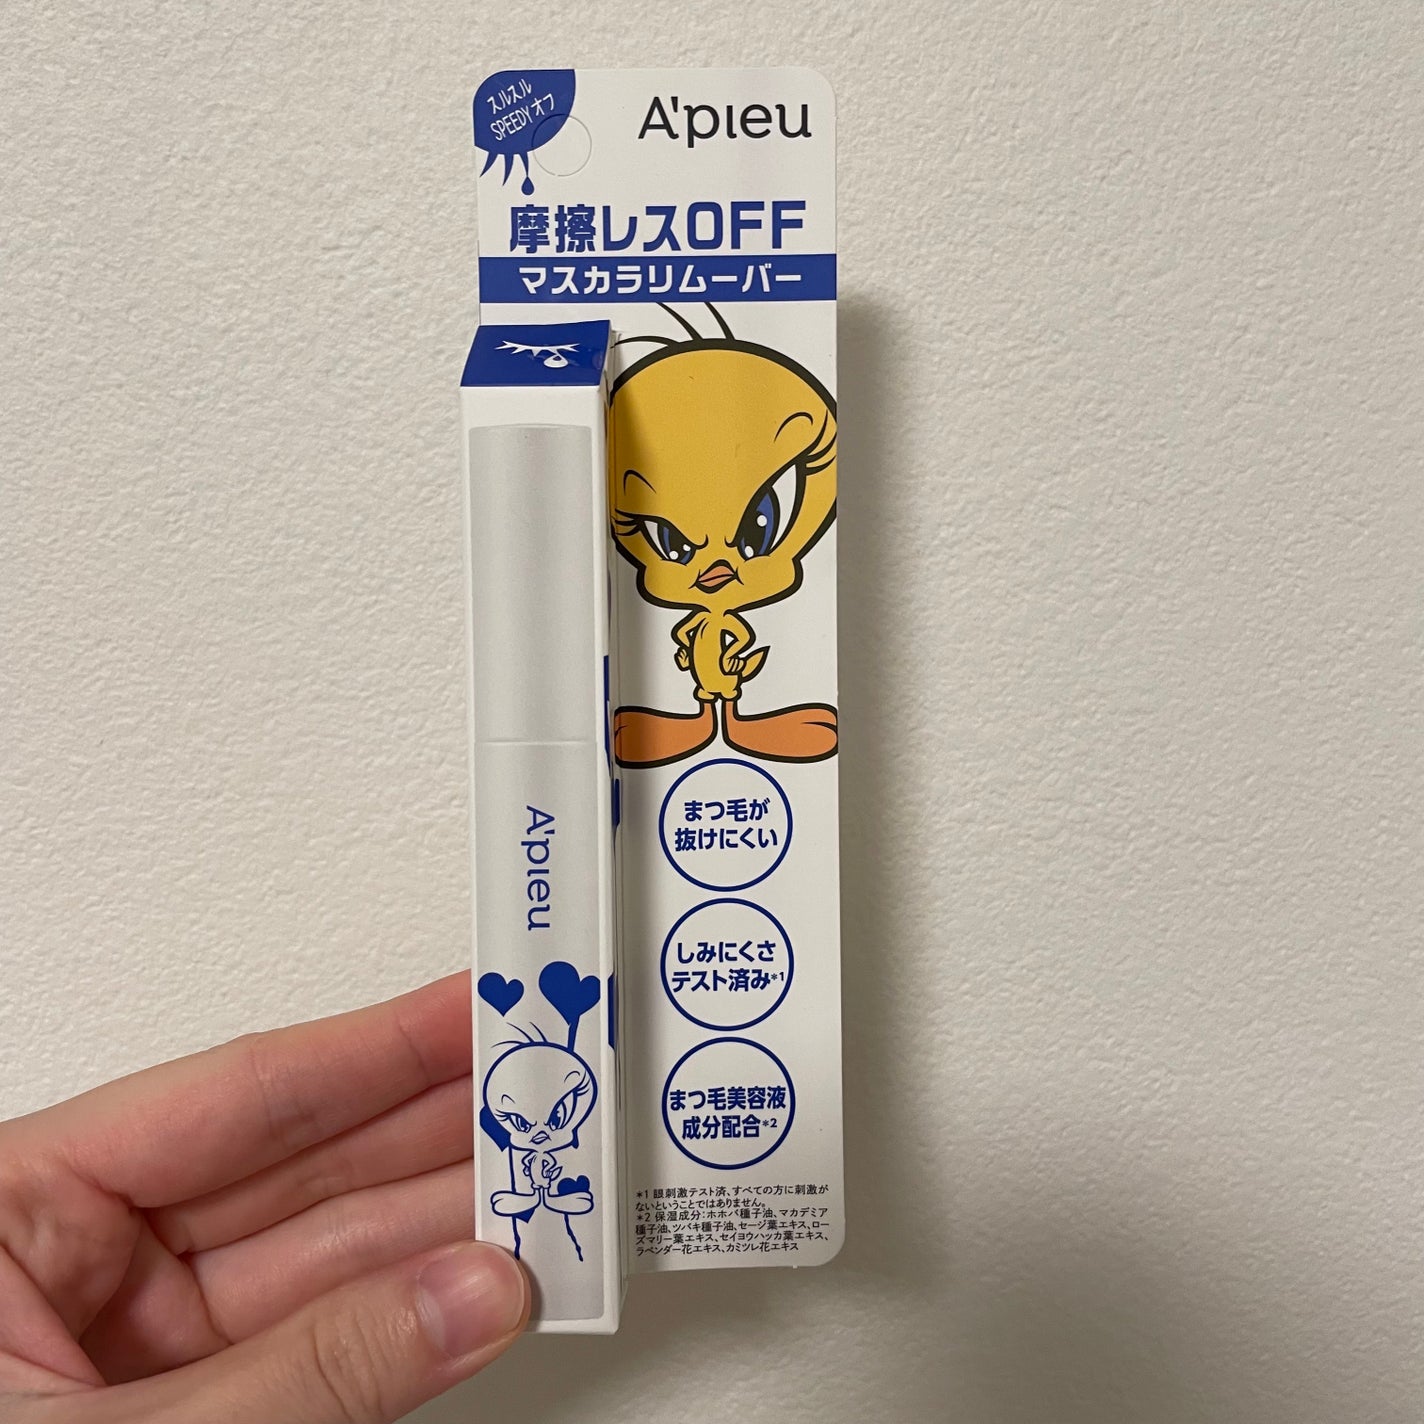 スルスル
SPEEDY オフ
A'pieu
摩擦レスOFF
マスカラリムーバー
A'pieu
まつ毛が
抜けにくい
しみにくさ
テスト済み*1
まつ毛美容液
成分配合*2
*1 眼刺激テスト済、すべての方に刺激が
ないということではありません。
*2 保湿成分:ホホバ種子油、マカデミア
種子油、ツバキ種子油、セージ葉エキス、ロー
ズマリー葉エキス、セイヨウハッカ葉エキス、
ラベンダー花エキス、カミツレ花エキス